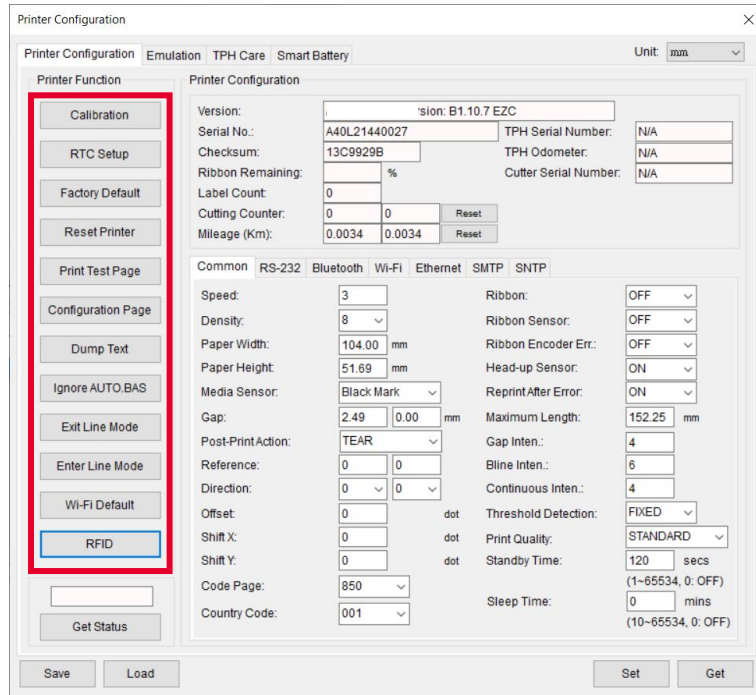 Printer Configuration
Printer Configuration Emulation TPH Care Smart Battery Unit: mm
Printer Function
Calibration
RTC Setup
Factory Default
Reset Printer
Print Test Page
Configuration Page
Dump Text
Ignore AUTO.BAS
Exit Line Mode
Enter Line Mode
Wi-Fi Default
RFID
Get Status
Printer Configuration
Version: sion: B1.10.7 EZC
Serial No.: A40L21440027 TPH Serial Number: N/A
Checksum: 13C9929B TPH Odometer: N/A
Ribbon Remaining: % Cutter Serial Number: N/A
Label Count: 0
Cutting Counter: 0 0 Reset
Mileage (Km): 0.0034 0.0034 Reset
Common RS-232 Bluetooth Wi-Fi Ethernet SMTP SNTP
Speed: 3 Ribbon: OFF
Density: 8 Ribbon Sensor: OFF
Paper Width: 104.00 mm Ribbon Encoder Err.: OFF
Paper Height: 51.69 mm Head-up Sensor: ON
Media Sensor: Black Mark Reprint After Error: ON
Gap: 2.49 0.00 mm Maximum Length: 152.25 mm
Post-Print Action: TEAR Gap Inten.: 4
Reference: 0 0 Bline Inten.: 6
Direction: 0 0 Continuous Inten.: 4
Offset: 0 dot Threshold Detection: FIXED
Shift X: 0 dot Print Quality: STANDARD
Shift Y: 0 dot Standby Time: 120 secs
(1~65534, 0: OFF)
Code Page: 850 Sleep Time: 0 mins
Country Code: 001 (10~65534, 0: OFF)
Save Load Set Get